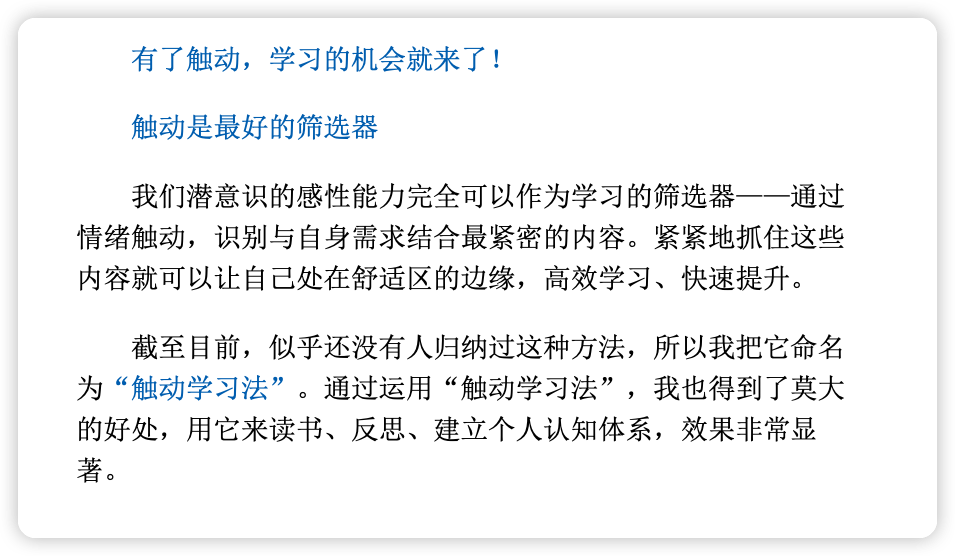 有了触动，学习的机会就来了！
触动是最好的筛选器
我们潜意识的感性能力完全可以作为学习的筛选器——通过
情绪触动，识别与自身需求结合最紧密的内容。紧紧地抓住这些
内容就可以让自己处在舒适区的边缘，高效学习、快速提升。
截至目前，似乎还没有人归纳过这种方法，所以我把它命名
为“触动学习法”。通过运用“触动学习法”，我也得到了莫大
的好处，用它来读书、反思、建立个人认知体系，效果非常显
著。